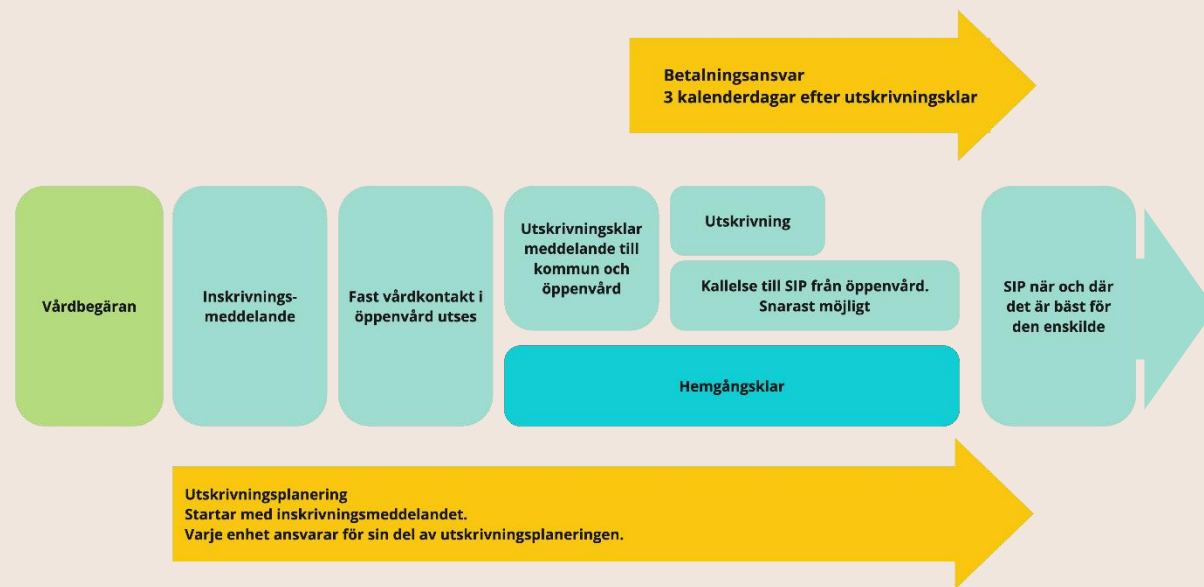 Betalningsansvar
3 kalenderdagar efter utskrivningsklar
Vårdbegäran
Inskrivnings-
meddelande
Fast vårdkontakt i
öppenvård utses
Utskrivningsklar
meddelande till
kommun och
öppenvård
Utskrivning
Kallelse till SIP från öppenvård.
Snarast möjligt
Hemgångsklar
SIP när och där
det är bäst för
den enskilde
Utskrivningsplanering
Startar med inskrivningsmeddelandet.
Varje enhet ansvarar för sin del av utskrivningsplaneringen.